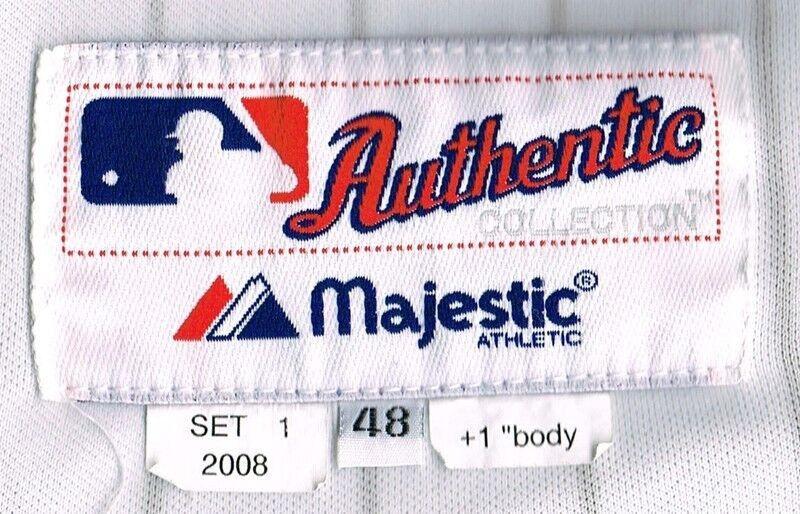 Authentic
COLLECTION™
Majestic®
ATHLETIC
SET 1
2008
48
+1 "body